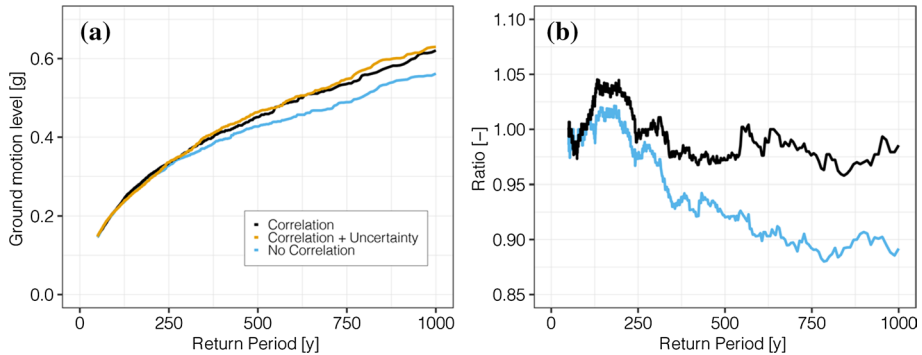 (a)
Ground motion level [g]
0.6
0.4
0.2
0.0
Correlation
Correlation + Uncertainty
No Correlation
0
250
500
750
1000
Return Period [y]
(b)
Ratio [–]
1.10
1.05
1.00
0.95
0.90
0.85
0
250
500
750
1000
Return Period [y]